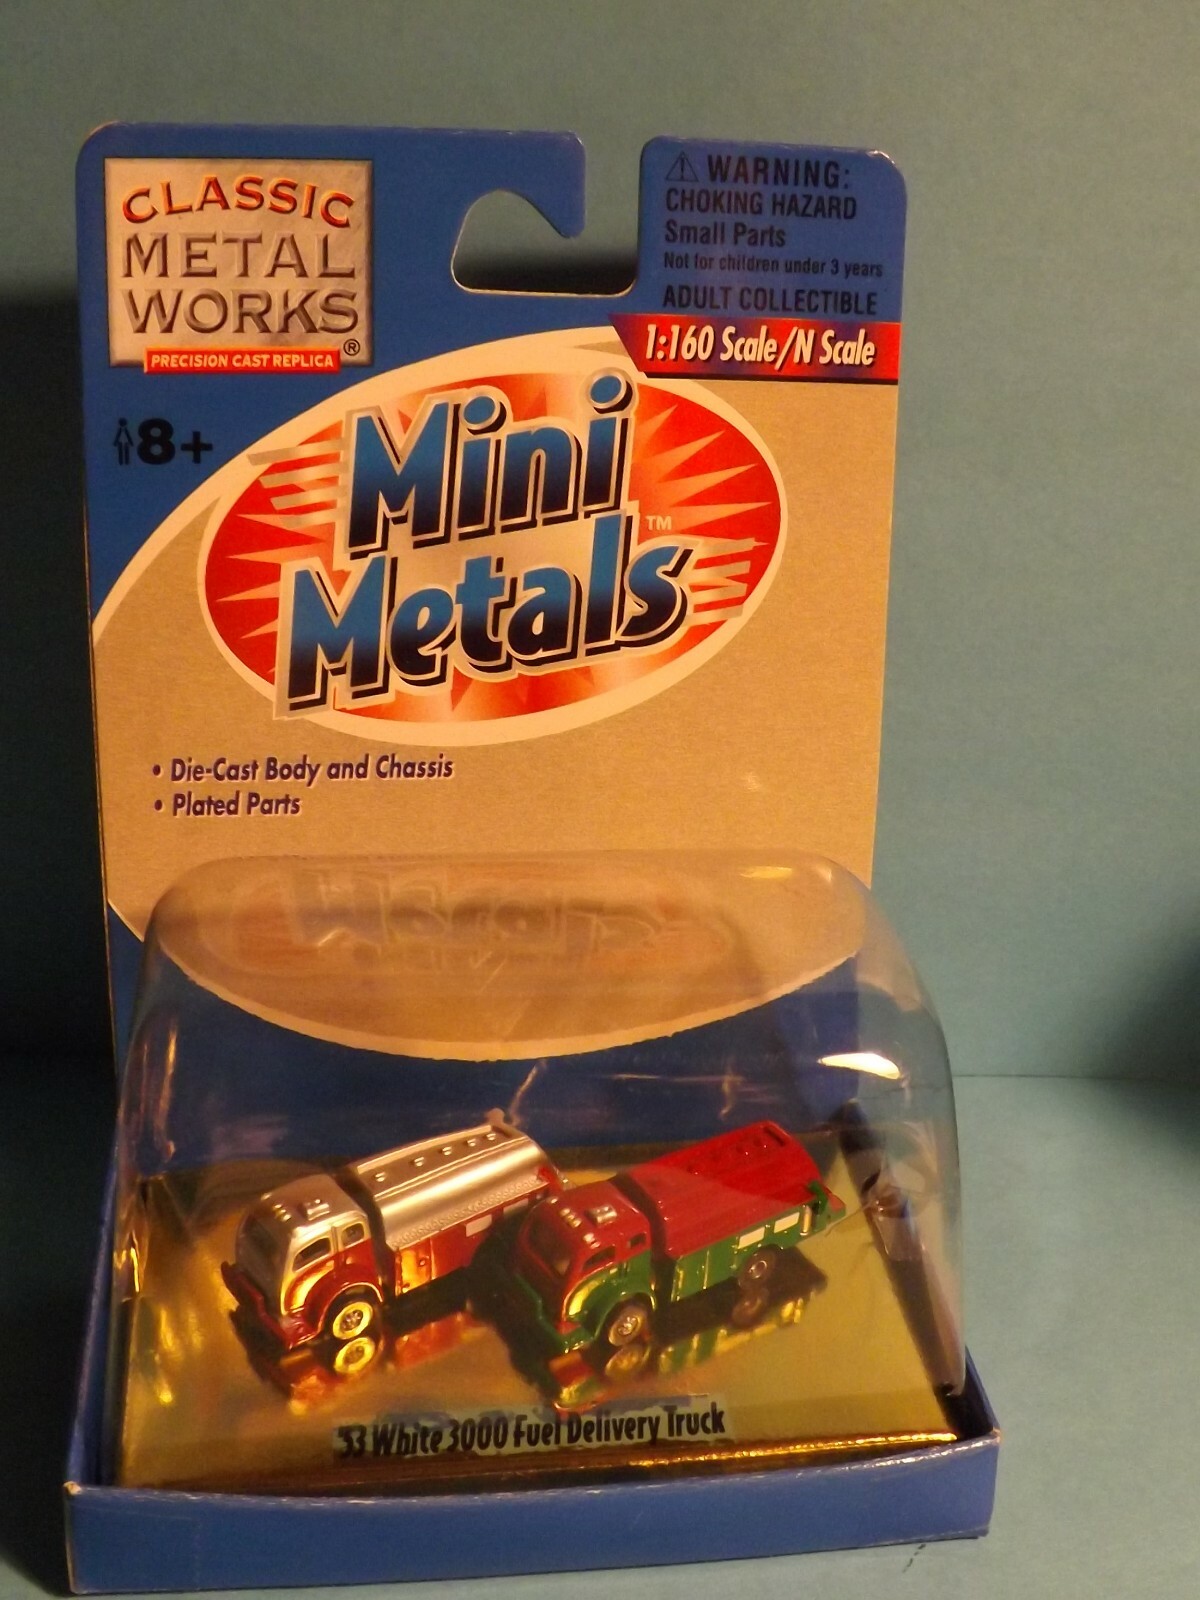 CLASSIC
METAL
WORKS®
PRECISION CAST REPLICA
⚠ WARNING:
CHOKING HAZARD
Small Parts
Not for children under 3 years
ADULT COLLECTIBLE
1:160 Scale/N Scale
8+
Mini
Metals™
• Die-Cast Body and Chassis
• Plated Parts
'53 White 3000 Fuel Delivery Truck